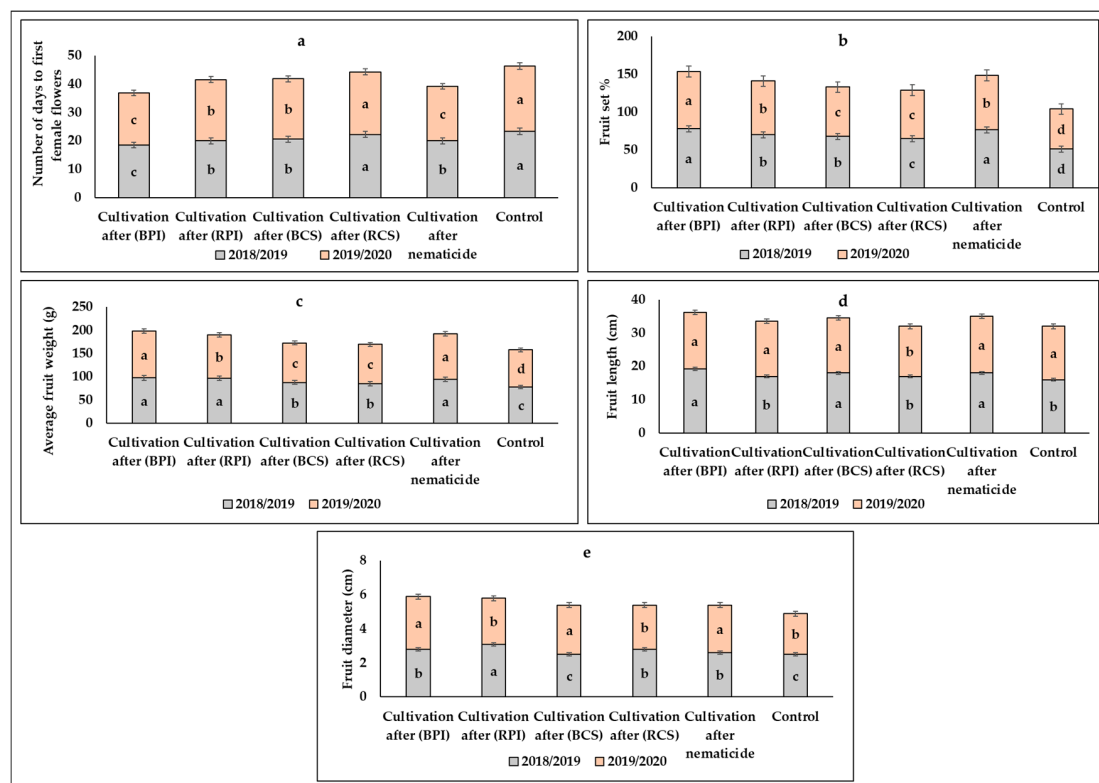 a
Number of days to first
female flowers
50
40
30
20
10
0
c
b
b
a
c
a
c
b
b
a
b
a
Cultivation after (BPI)
Cultivation after (RPI)
Cultivation after (BCS)
Cultivation after (RCS)
Cultivation after nematicide
Control
2018/2019
2019/2020
b
Fruit set %
200
150
100
50
0
a
b
c
c
b
d
a
b
b
c
a
d
Cultivation after (BPI)
Cultivation after (RPI)
Cultivation after (BCS)
Cultivation after (RCS)
Cultivation after nematicide
Control
2018/2019
2019/2020
c
Average fruit weight (g)
250
200
150
100
50
0
a
b
c
c
a
d
a
a
b
b
a
c
Cultivation after (BPI)
Cultivation after (RPI)
Cultivation after (BCS)
Cultivation after (RCS)
Cultivation after nematicide
Control
2018/2019
2019/2020
d
Fruit length (cm)
40
30
20
10
0
a
a
a
b
a
a
a
b
a
b
a
b
Cultivation after (BPI)
Cultivation after (RPI)
Cultivation after (BCS)
Cultivation after (RCS)
Cultivation after nematicide
Control
2018/2019
2019/2020
e
Fruit diameter (cm)
8
6
4
2
0
a
b
a
b
a
b
b
a
c
b
b
c
Cultivation after (BPI)
Cultivation after (RPI)
Cultivation after (BCS)
Cultivation after (RCS)
Cultivation after nematicide
Control
2018/2019
2019/2020